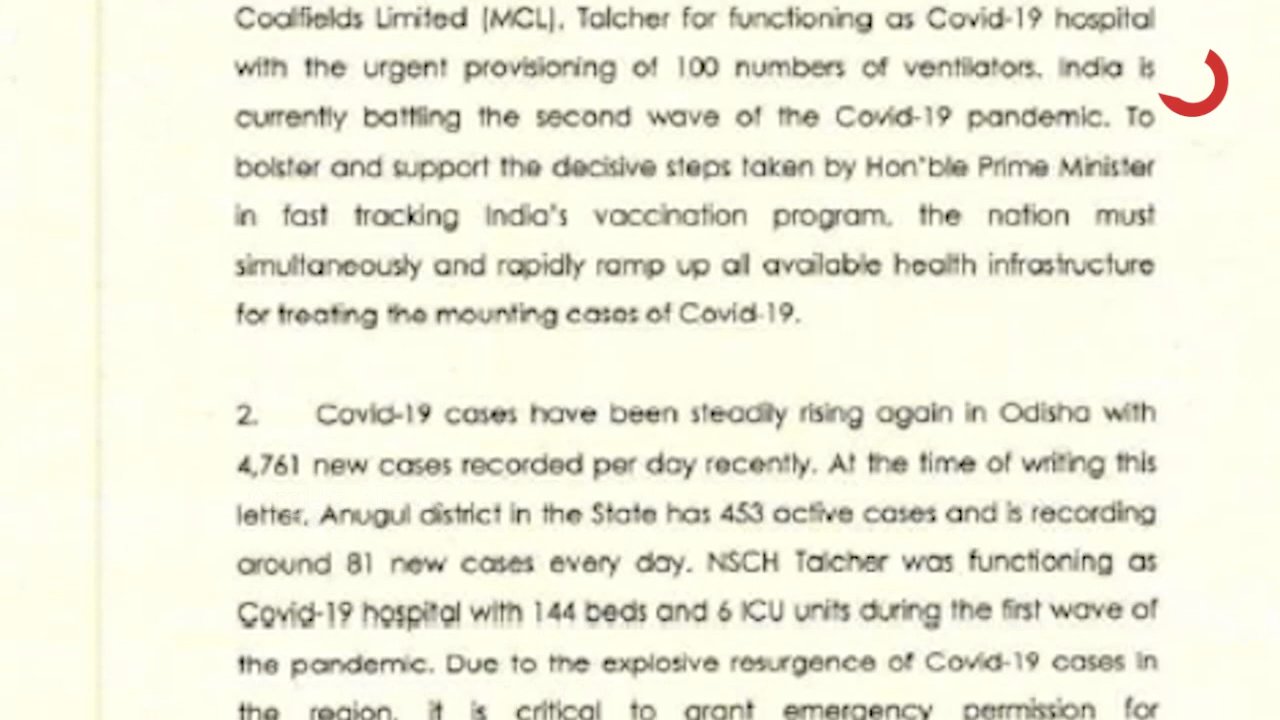 Coalfields Limited (MCL), Talcher for functioning as Covid-19 hospital
with the urgent provisioning of 100 numbers of ventilators. India is
currently battling the second wave of the Covid-19 pandemic. To
bolster and support the decisive steps taken by Hon'ble Prime Minister
in fast tracking India's vaccination program, the nation must
simultaneously and rapidly ramp up all available health infrastructure
for treating the mounting cases of Covid-19.
2. Covid-19 cases have been steadily rising again in Odisha with
4,761 new cases recorded per day recently. At the time of writing this
letter, Anugul district in the State has 453 active cases and is recording
around 81 new cases every day. NSCH Talcher was functioning as
Covid-19 hospital with 144 beds and 6 ICU units during the first wave of
the pandemic. Due to the explosive resurgence of Covid-19 cases in
the region, it is critical to grant emergency permission for